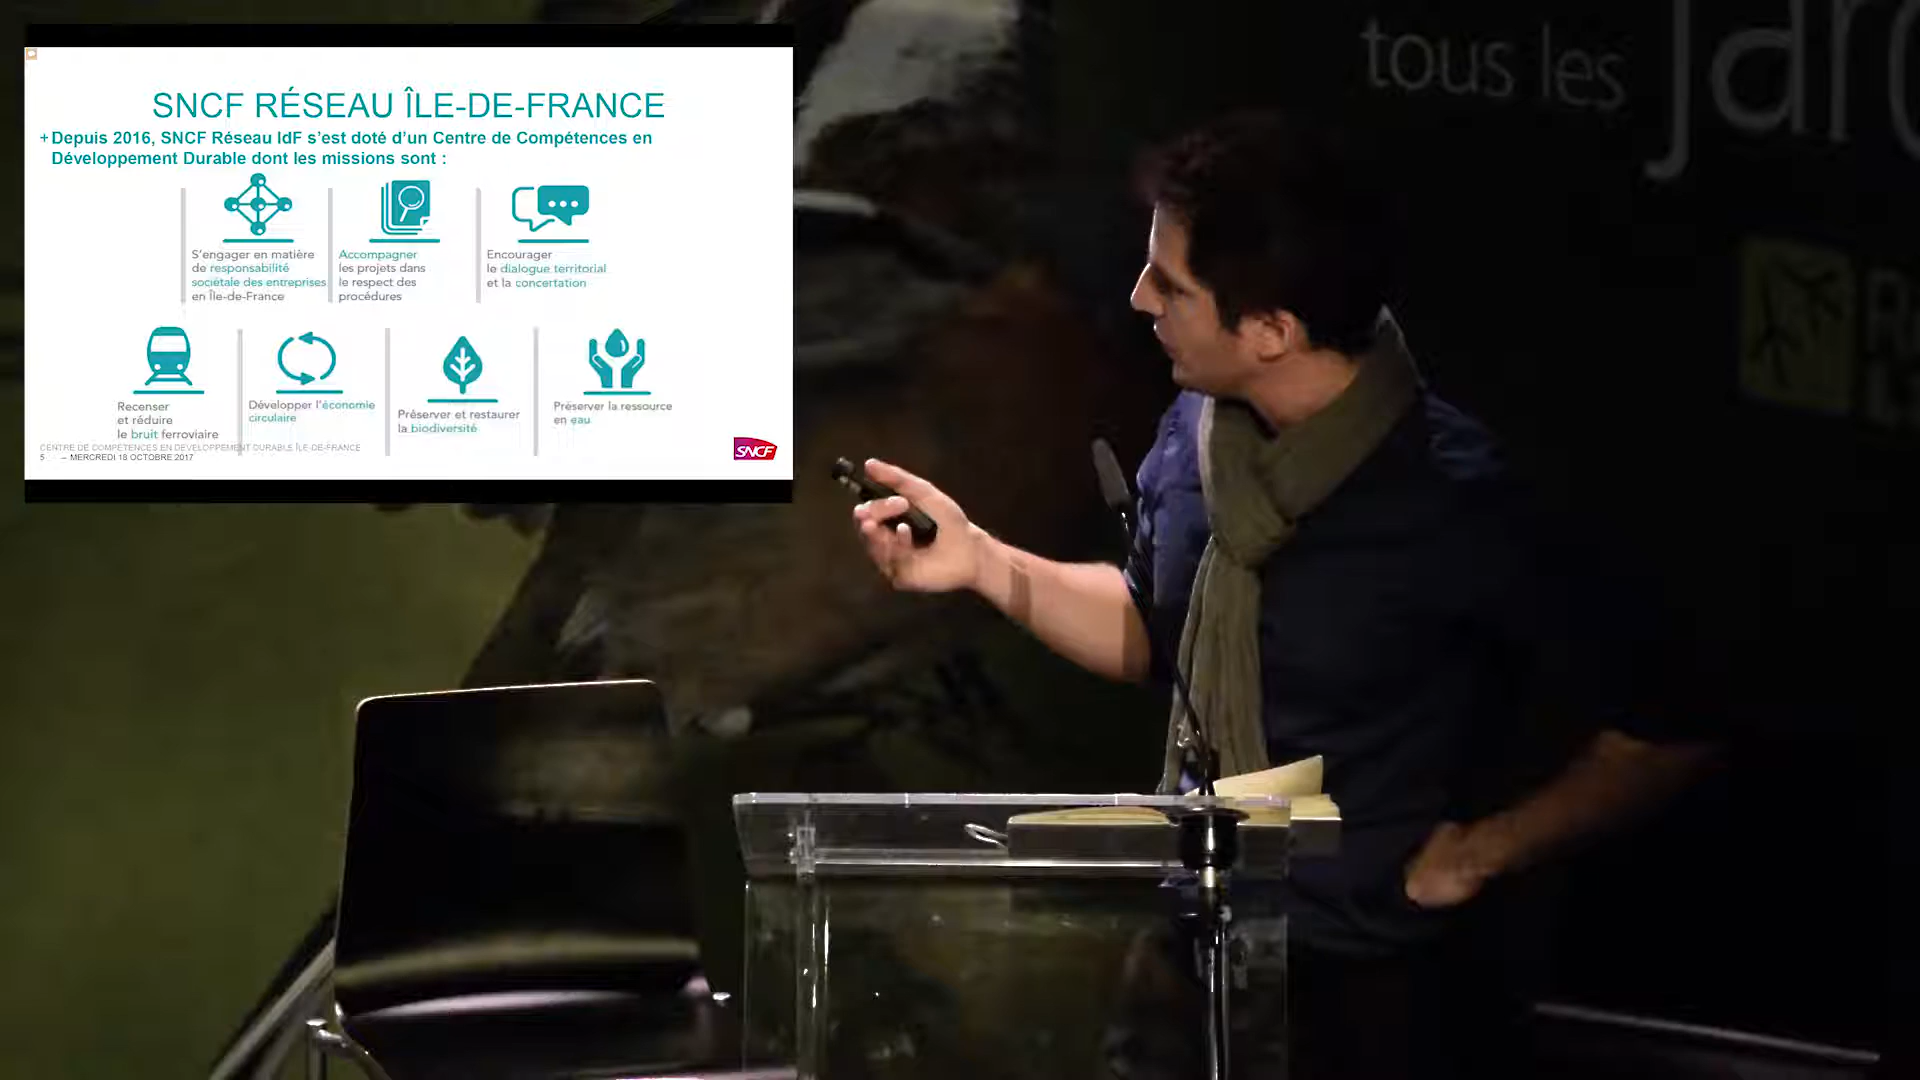 SNCF RÉSEAU ÎLE-DE-FRANCE
+ Depuis 2016, SNCF Réseau IdF s'est doté d'un Centre de Compétences en
Développement Durable dont les missions sont :
S'engager en matière
de responsabilité
sociétale des entreprises
en Île-de-France
Accompagner
les projets dans
le respect des
procédures
Encourager
le dialogue territorial
et la concertation
Recenser
et réduire
le bruit ferroviaire
Développer l'économie
circulaire
Préserver et restaurer
la biodiversité
Préserver la ressource
en eau
CENTRE DE COMPÉTENCES EN DÉVELOPPEMENT DURABLE ÎLE-DE-FRANCE
5 – MERCREDI 18 OCTOBRE 2017
SNCF
tous les